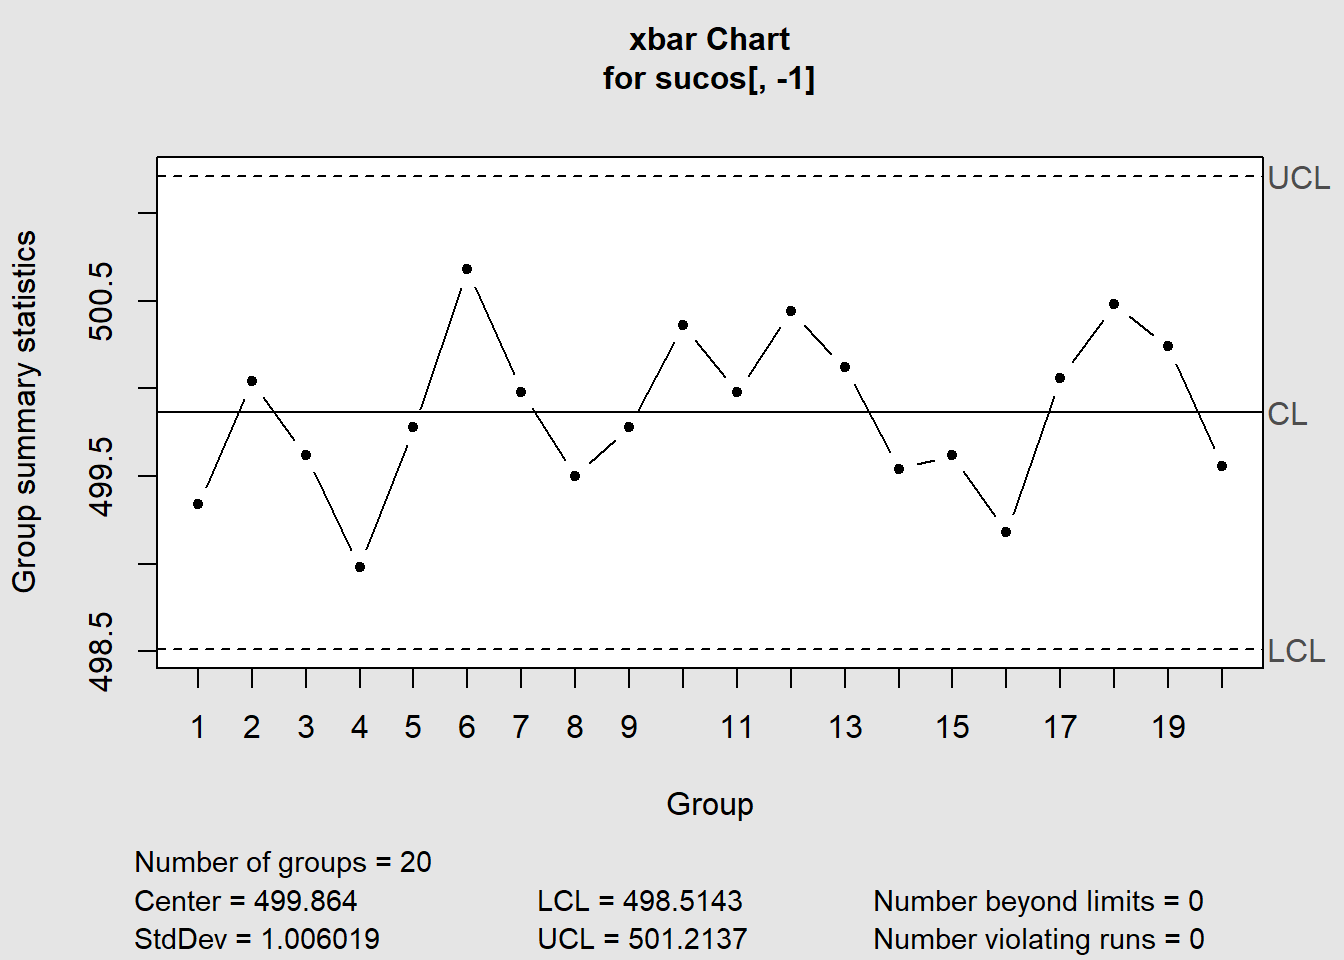 xbar Chart
for sucos[, -1]
UCL
CL
LCL
Group summary statistics
500.5
499.5
498.5
1 2 3 4 5 6 7 8 9 11 13 15 17 19
Group
Number of groups = 20
Center = 499.864 LCL = 498.5143 Number beyond limits = 0
StdDev = 1.006019 UCL = 501.2137 Number violating runs = 0